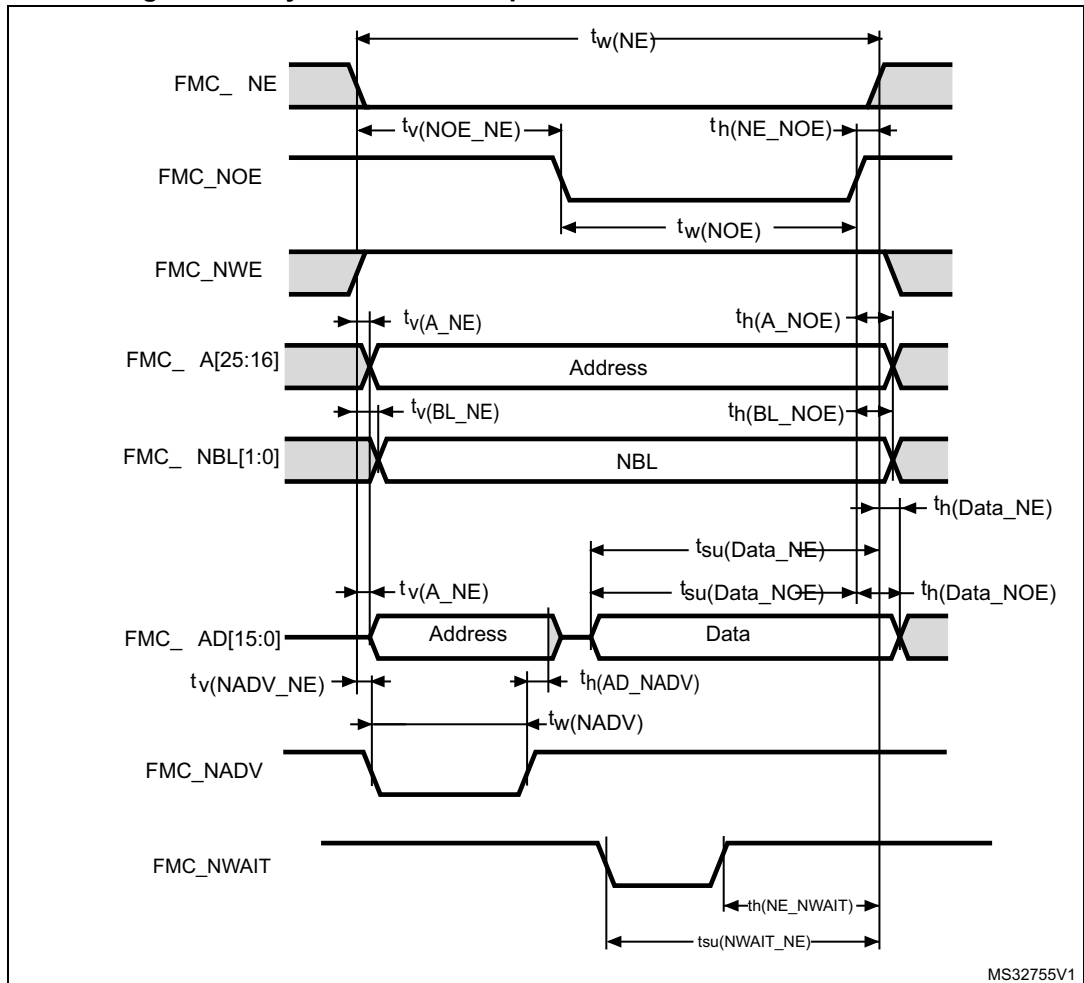 tw(NE)
FMC_ NE
tv(NOE_NE)
th(NE_NOE)
FMC_NOE
tw(NOE)
FMC_NWE
tv(A_NE)
th(A_NOE)
FMC_ A[25:16]
Address
tv(BL_NE)
th(BL_NOE)
FMC_ NBL[1:0]
NBL
th(Data_NE)
tsu(Data_NE)
tv(A_NE)
tsu(Data_NOE)
th(Data_NOE)
FMC_ AD[15:0]
Address
Data
tv(NADV_NE)
th(AD_NADV)
tw(NADV)
FMC_NADV
FMC_NWAIT
th(NE_NWAIT)
tsu(NWAIT_NE)
MS32755V1